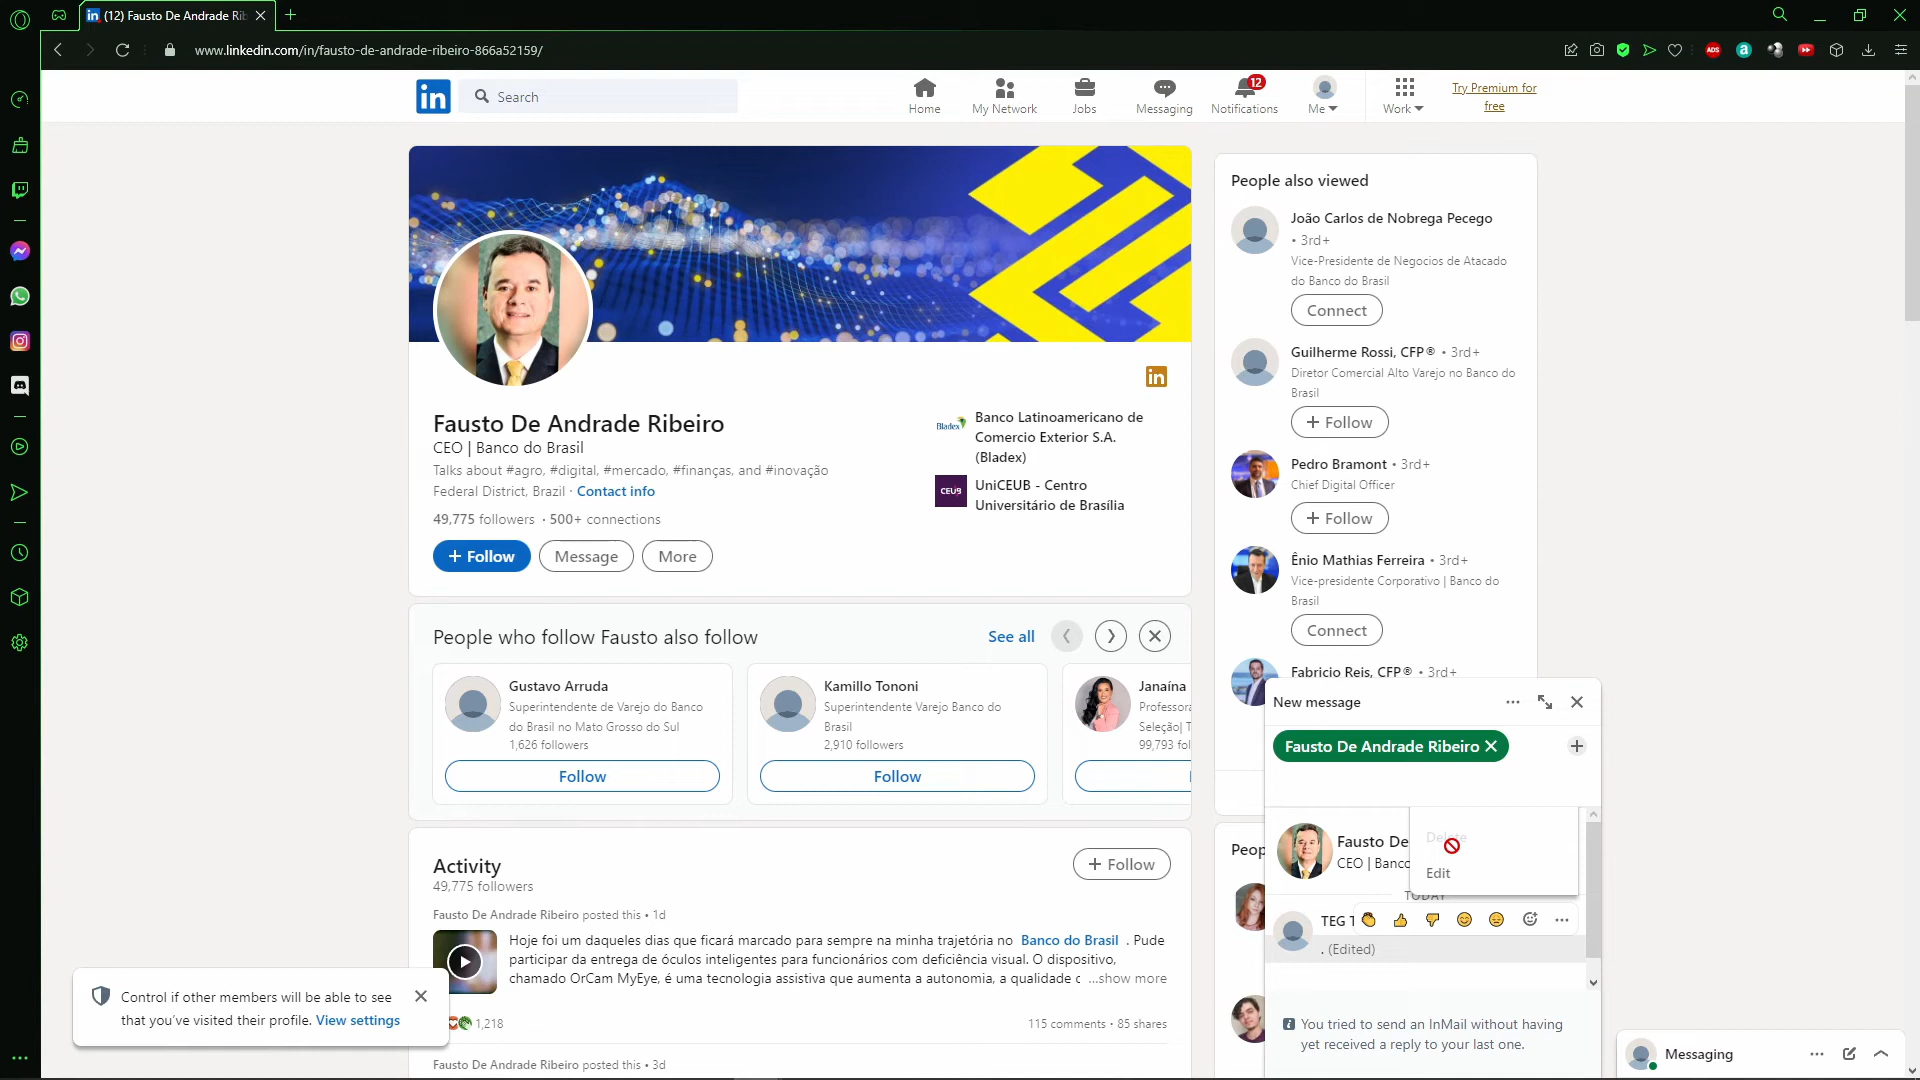 (12) Fausto De Andrade Rib
www.linkedin.com/in/fausto-de-andrade-ribeiro-866a52159/
ADS
a
in
Search
Home
My Network
Jobs
Messaging
12
Notifications
Me
Work
Try Premium for
free
in
Fausto De Andrade Ribeiro
CEO | Banco do Brasil
Talks about #agro, #digital, #mercado, #finanças, and #inovação
Federal District, Brazil · Contact info
49,775 followers · 500+ connections
+ Follow
Message
More
Bladex
Banco Latinoamericano de
Comercio Exterior S.A.
(Bladex)
CEUB
UniCEUB - Centro
Universitário de Brasília
People who follow Fausto also follow
See all
Gustavo Arruda
Superintendente de Varejo do Banco
do Brasil no Mato Grosso do Sul
1,626 followers
Follow
Kamillo Tononi
Superintendente Varejo Banco do
Brasil
2,910 followers
Follow
Janaína
Professora
Seleção| T
99,793 fol
Activity
49,775 followers
+ Follow
Fausto De Andrade Ribeiro posted this • 1d
Hoje foi um daqueles dias que ficará marcado para sempre na minha trajetória no Banco do Brasil . Pude
participar da entrega de óculos inteligentes para funcionários com deficiência visual. O dispositivo,
chamado OrCam MyEye, é uma tecnologia assistiva que aumenta a autonomia, a qualidade c ...show more
1,218
115 comments • 85 shares
Fausto De Andrade Ribeiro posted this • 3d
Control if other members will be able to see
that you've visited their profile. View settings
People also viewed
João Carlos de Nobrega Pecego
• 3rd+
Vice-Presidente de Negocios de Atacado
do Banco do Brasil
Connect
Guilherme Rossi, CFP® • 3rd+
Diretor Comercial Alto Varejo no Banco do
Brasil
+ Follow
Pedro Bramont • 3rd+
Chief Digital Officer
+ Follow
Ênio Mathias Ferreira • 3rd+
Vice-presidente Corporativo | Banco do
Brasil
Connect
Fabricio Reis, CFP® • 3rd+
Peop
New message
Fausto De Andrade Ribeiro
Fausto De
CEO | Banco
Delete
Edit
TODAY
TEG T
. (Edited)
You tried to send an InMail without having
yet received a reply to your last one.
Messaging